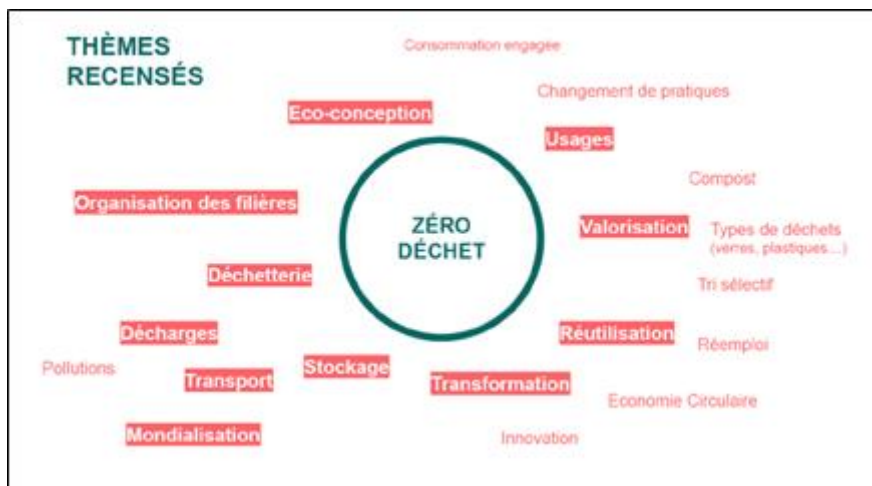 THÈMES
RECENSÉS
Consommation engagée
Changement de pratiques
Eco-conception
Usages
Compost
Organisation des filières
ZÉRO
DÉCHET
Valorisation
Types de déchets
(verres, plastiques...)
Déchetterie
Tri sélectif
Décharges
Réutilisation
Réemploi
Pollutions
Stockage
Transport
Transformation
Economie Circulaire
Mondialisation
Innovation